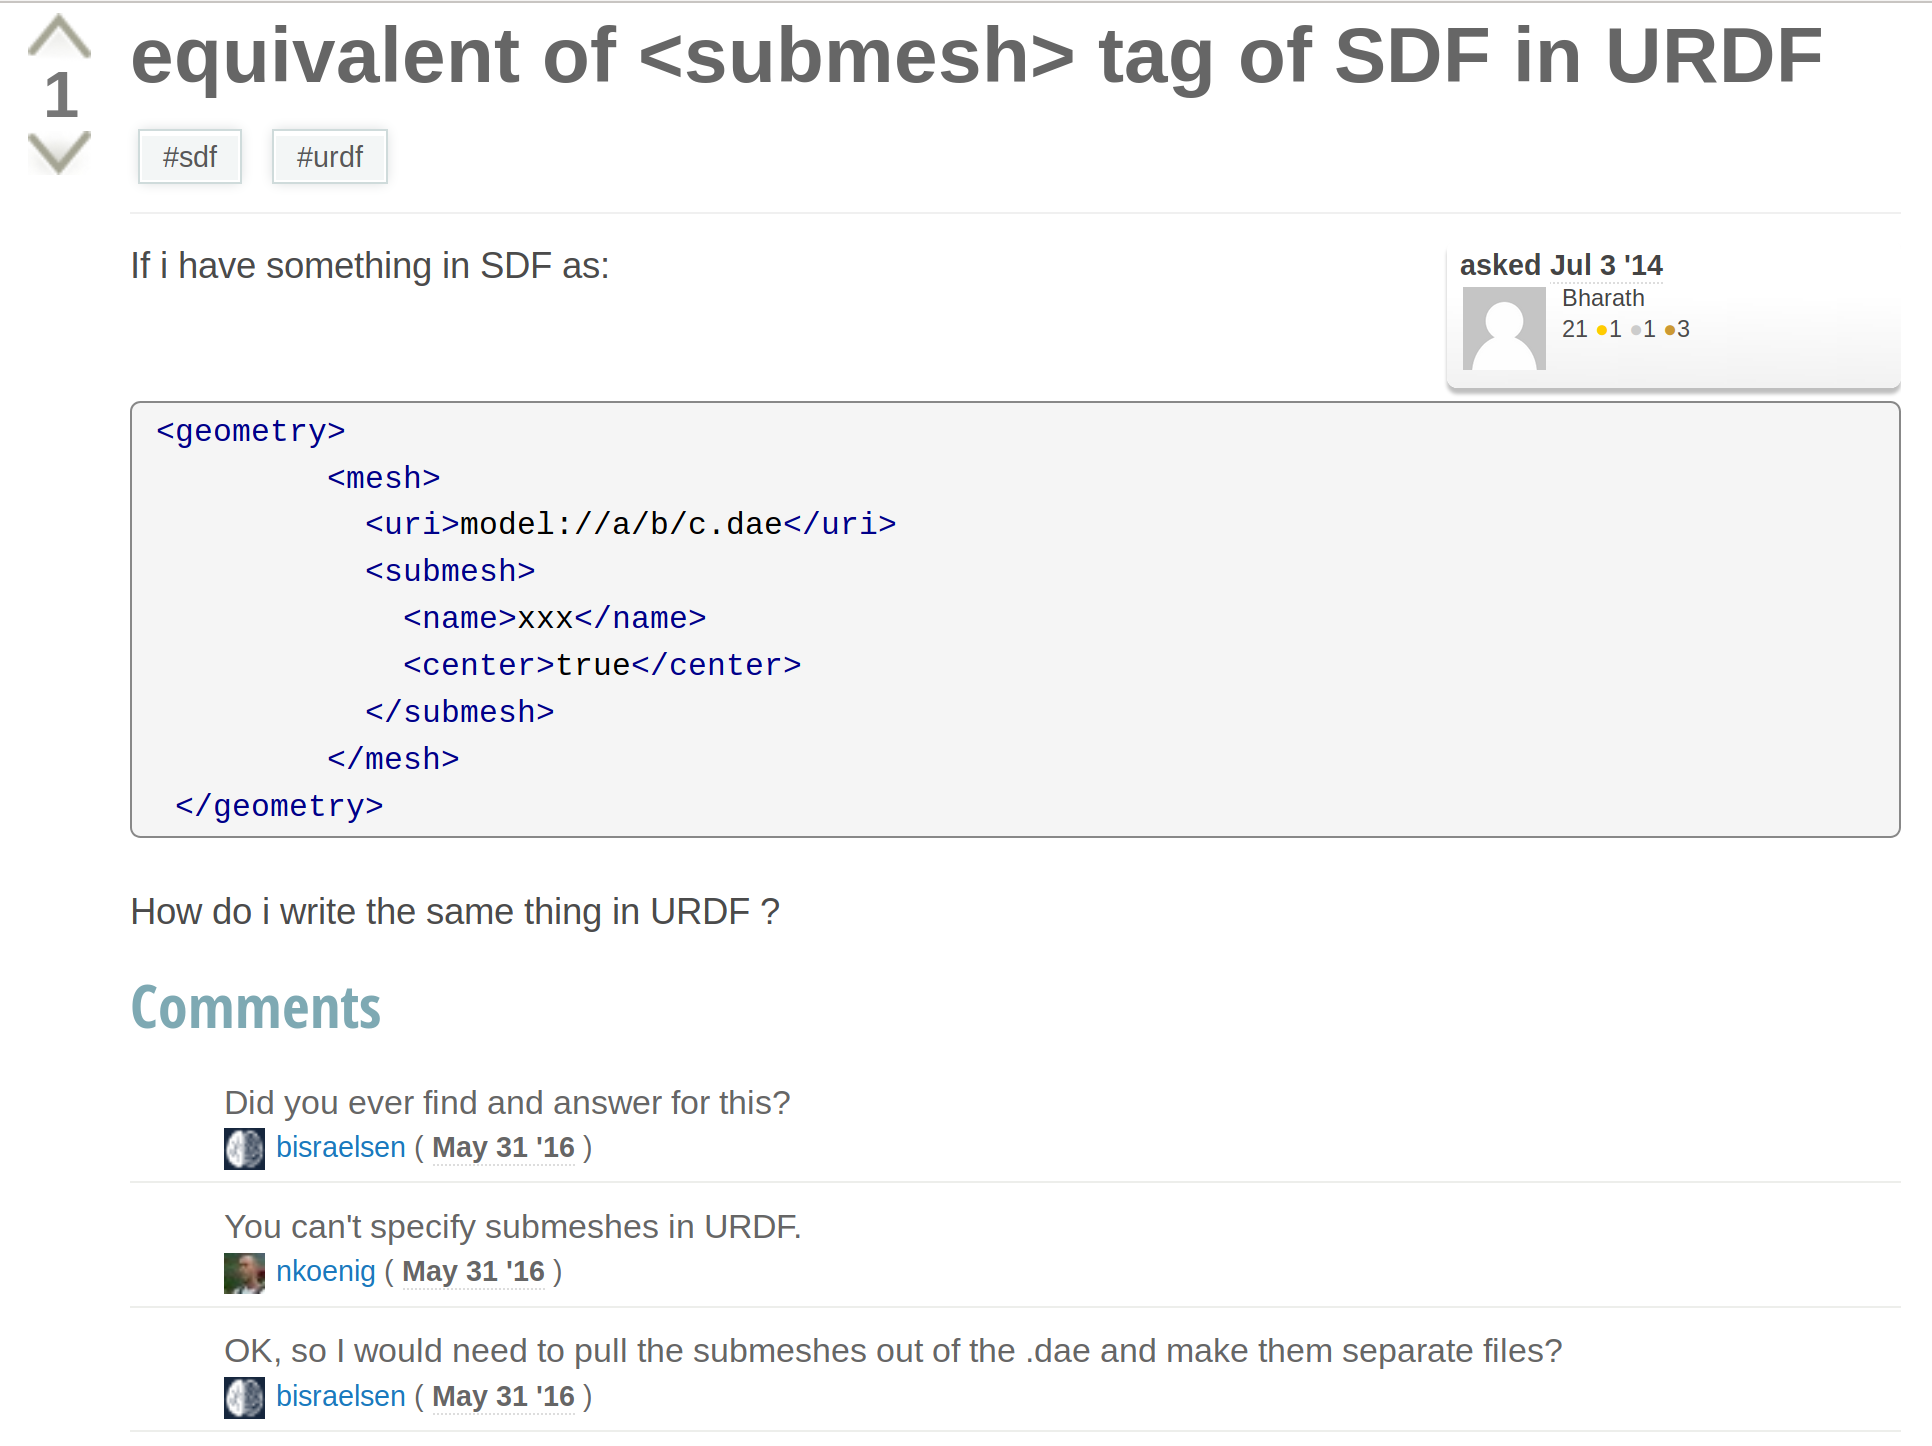 1
equivalent of <submesh> tag of SDF in URDF
#sdf #urdf
If i have something in SDF as:
asked Jul 3 '14
Bharath
21 ●1 ●1 ●3
<geometry>
<mesh>
<uri>model://a/b/c.dae</uri>
<submesh>
<name>xxx</name>
<center>true</center>
</submesh>
</mesh>
</geometry>
How do i write the same thing in URDF ?
Comments
Did you ever find and answer for this?
bisraelsen ( May 31 '16 )
You can't specify submeshes in URDF.
nkoenig ( May 31 '16 )
OK, so I would need to pull the submeshes out of the .dae and make them separate files?
bisraelsen ( May 31 '16 )